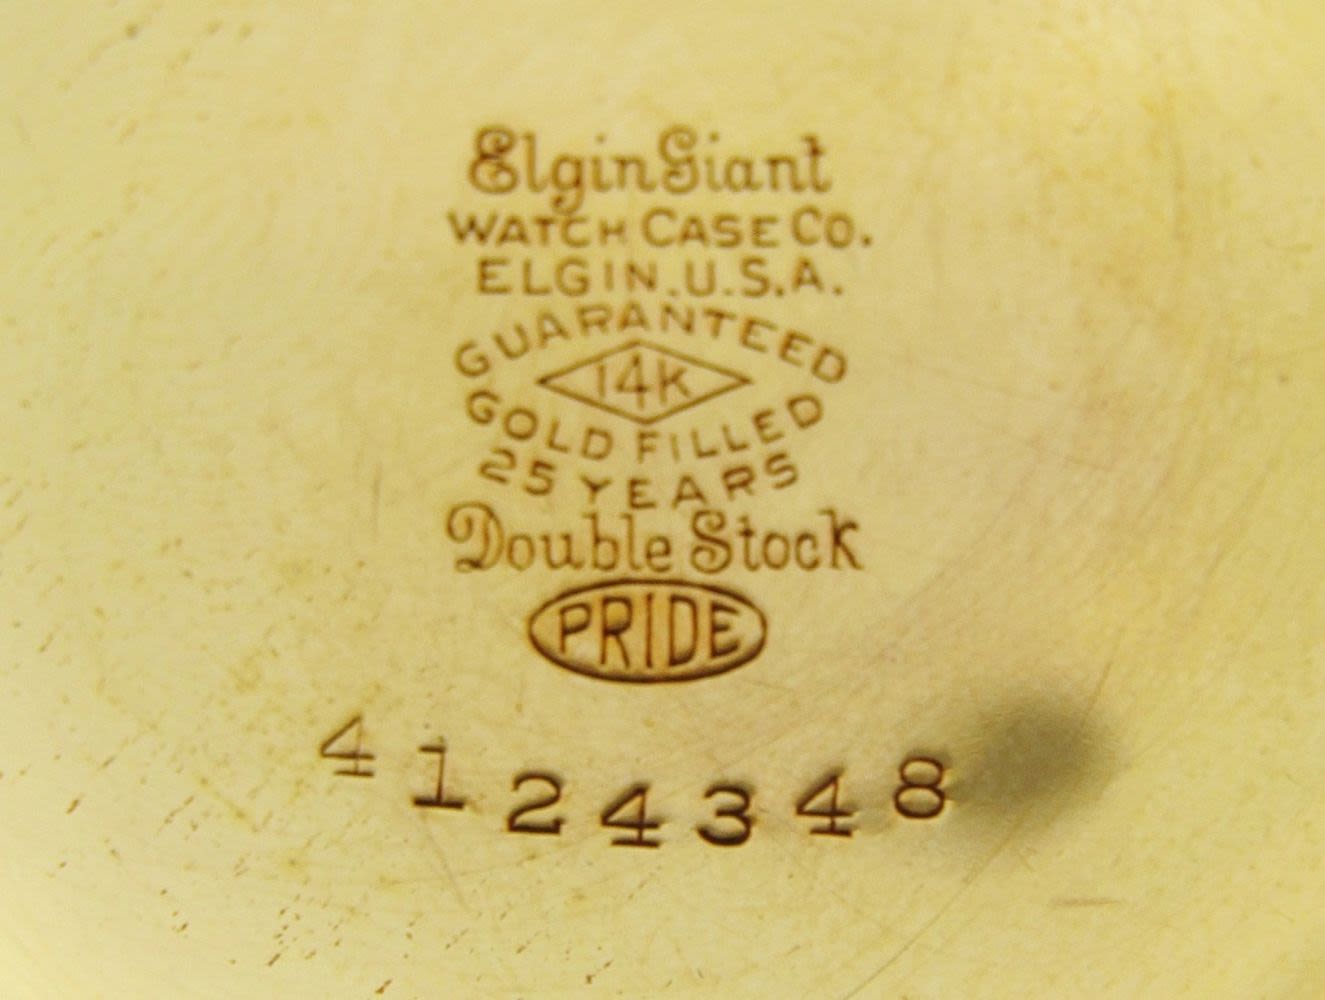 Elgin Giant
WATCH CASE CO.
ELGIN.U.S.A.
GUARANTEED
14K
GOLD FILLED
25 YEARS
Double Stock
PRIDE
4124348